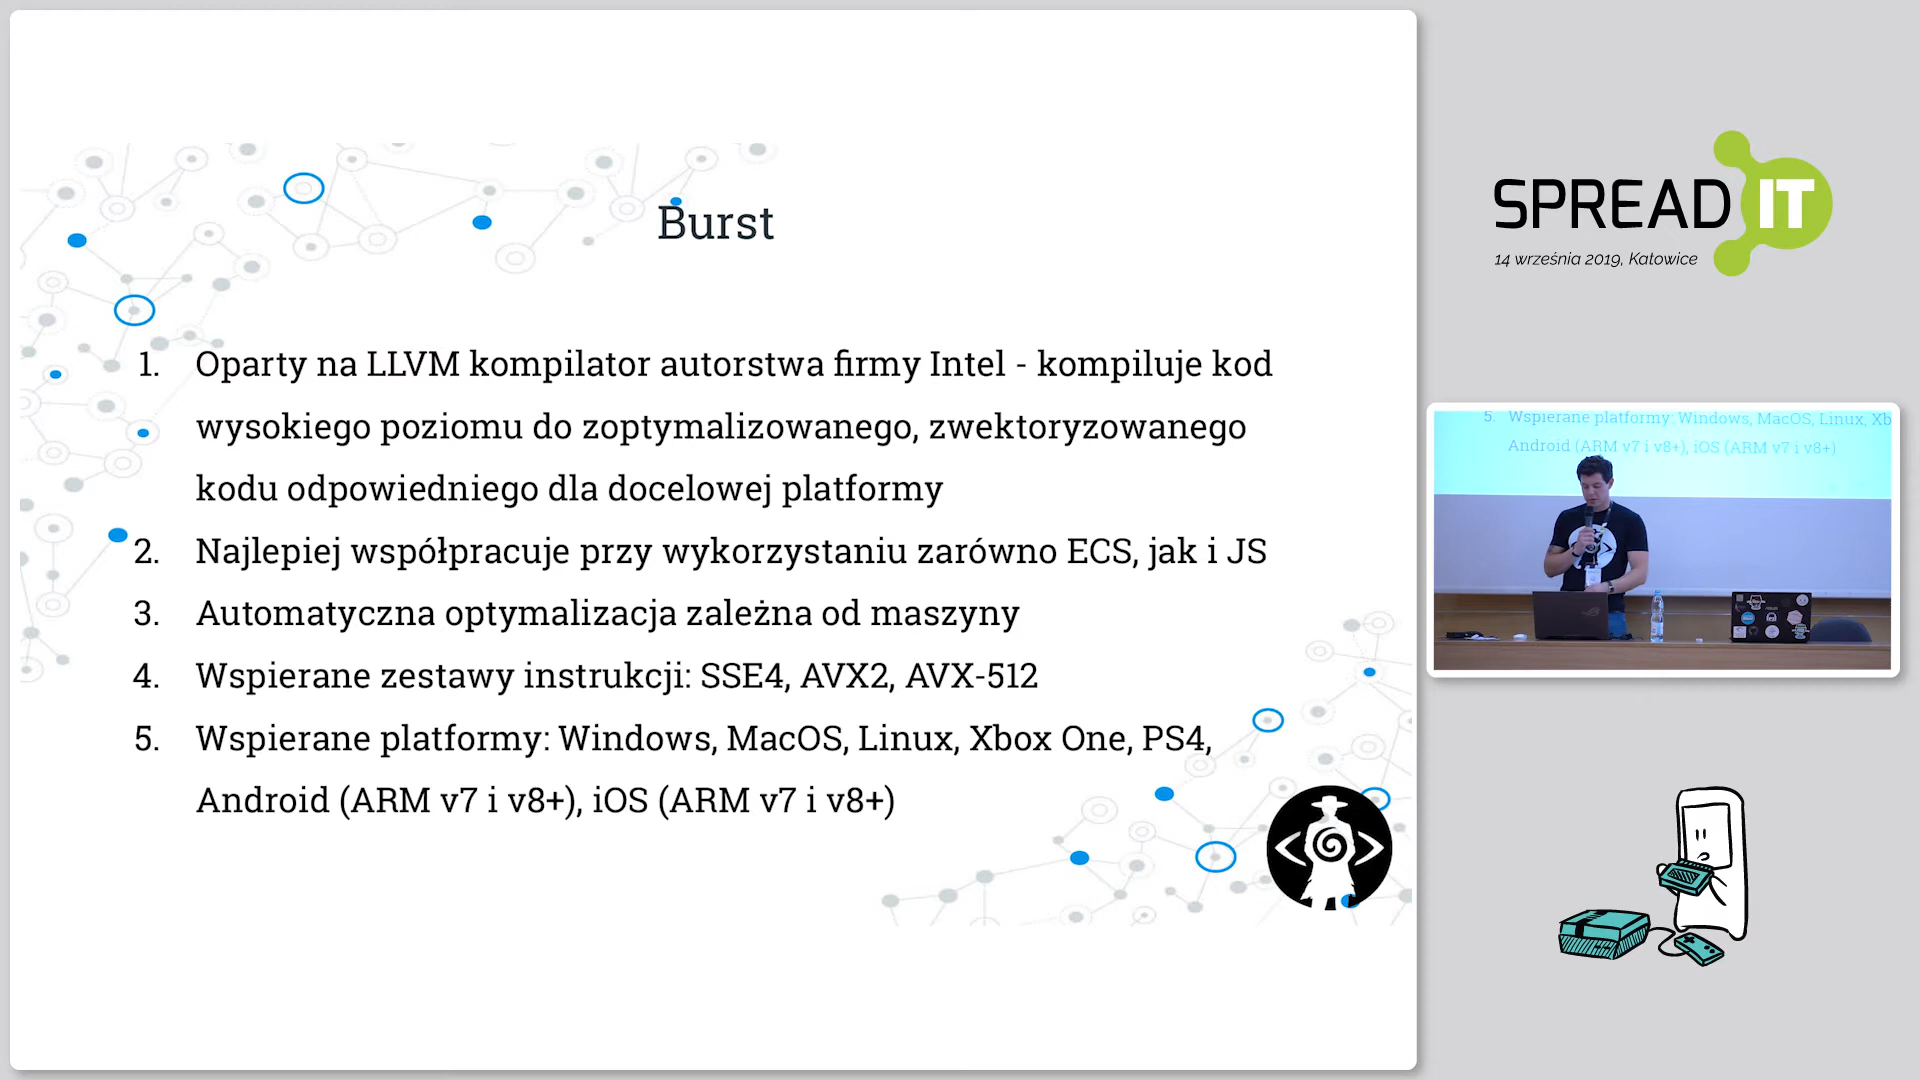 Burst
1. Oparty na LLVM kompilator autorstwa firmy Intel - kompiluje kod
wysokiego poziomu do zoptymalizowanego, zwektoryzowanego
kodu odpowiedniego dla docelowej platformy
2. Najlepiej współpracuje przy wykorzystaniu zarówno ECS, jak i JS
3. Automatyczna optymalizacja zależna od maszyny
4. Wspierane zestawy instrukcji: SSE4, AVX2, AVX-512
5. Wspierane platformy: Windows, MacOS, Linux, Xbox One, PS4,
Android (ARM v7 i v8+), iOS (ARM v7 i v8+)
SPREAD IT
14 września 2019, Katowice
5. Wspierane platformy: Windows, MacOS, Linux, Xb
Android (ARM v7 i v8+), iOS (ARM v7 i v8+)